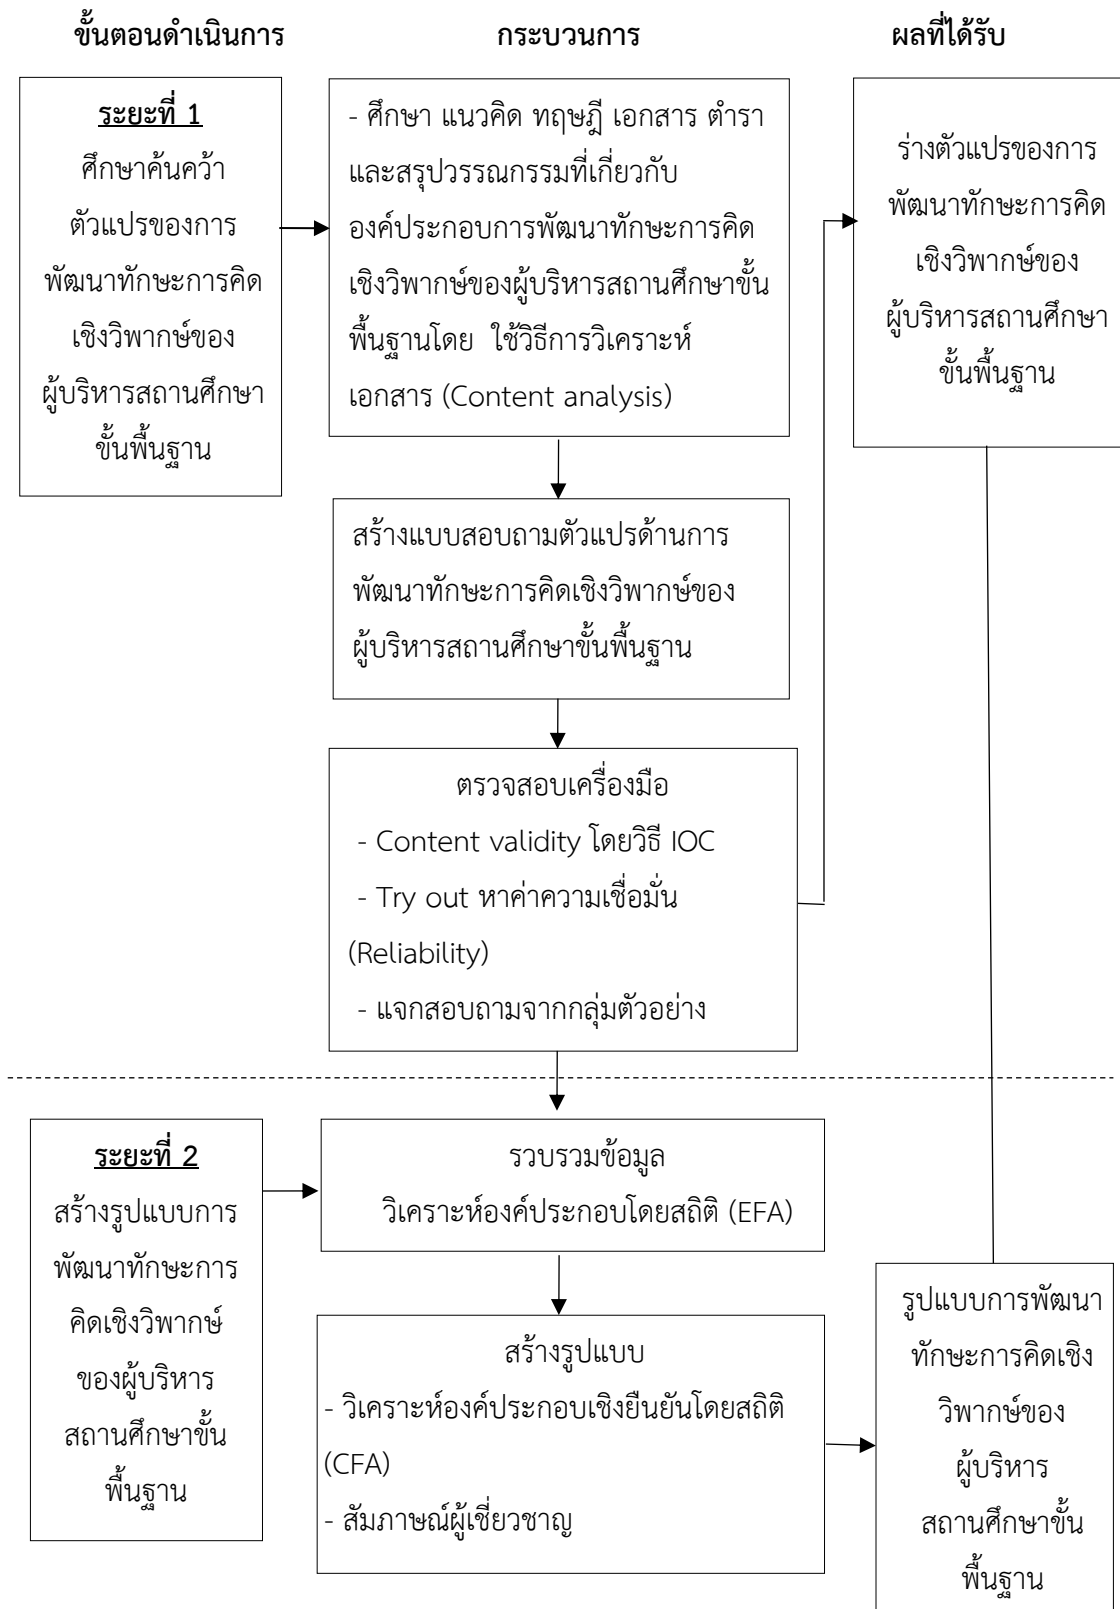 ขั้นตอนดำเนินการ
กระบวนการ
ผลที่ได้รับ
ระยะที่ 1
ศึกษาค้นคว้า
ตัวแปรของการ
พัฒนาทักษะการคิด
เชิงวิพากษ์ของ
ผู้บริหารสถานศึกษา
ขั้นพื้นฐาน
- ศึกษา แนวคิด ทฤษฎี เอกสาร ตำรา
และสรุปวรรณกรรมที่เกี่ยวกับ
องค์ประกอบการพัฒนาทักษะการคิด
เชิงวิพากษ์ของผู้บริหารสถานศึกษาขั้น
พื้นฐานโดย ใช้วิธีการวิเคราะห์
เอกสาร (Content analysis)
ร่างตัวแปรของการ
พัฒนาทักษะการคิด
เชิงวิพากษ์ของ
ผู้บริหารสถานศึกษา
ขั้นพื้นฐาน
สร้างแบบสอบถามตัวแปรด้านการ
พัฒนาทักษะการคิดเชิงวิพากษ์ของ
ผู้บริหารสถานศึกษาขั้นพื้นฐาน
ตรวจสอบเครื่องมือ
- Content validity โดยวิธี IOC
- Try out หาค่าความเชื่อมั่น
(Reliability)
- แจกสอบถามจากกลุ่มตัวอย่าง
ระยะที่ 2
สร้างรูปแบบการ
พัฒนาทักษะการ
คิดเชิงวิพากษ์
ของผู้บริหาร
สถานศึกษาขั้น
พื้นฐาน
รวบรวมข้อมูล
วิเคราะห์องค์ประกอบโดยสถิติ (EFA)
สร้างรูปแบบ
- วิเคราะห์องค์ประกอบเชิงยืนยันโดยสถิติ
(CFA)
- สัมภาษณ์ผู้เชี่ยวชาญ
รูปแบบการพัฒนา
ทักษะการคิดเชิง
วิพากษ์ของ
ผู้บริหาร
สถานศึกษาขั้น
พื้นฐาน